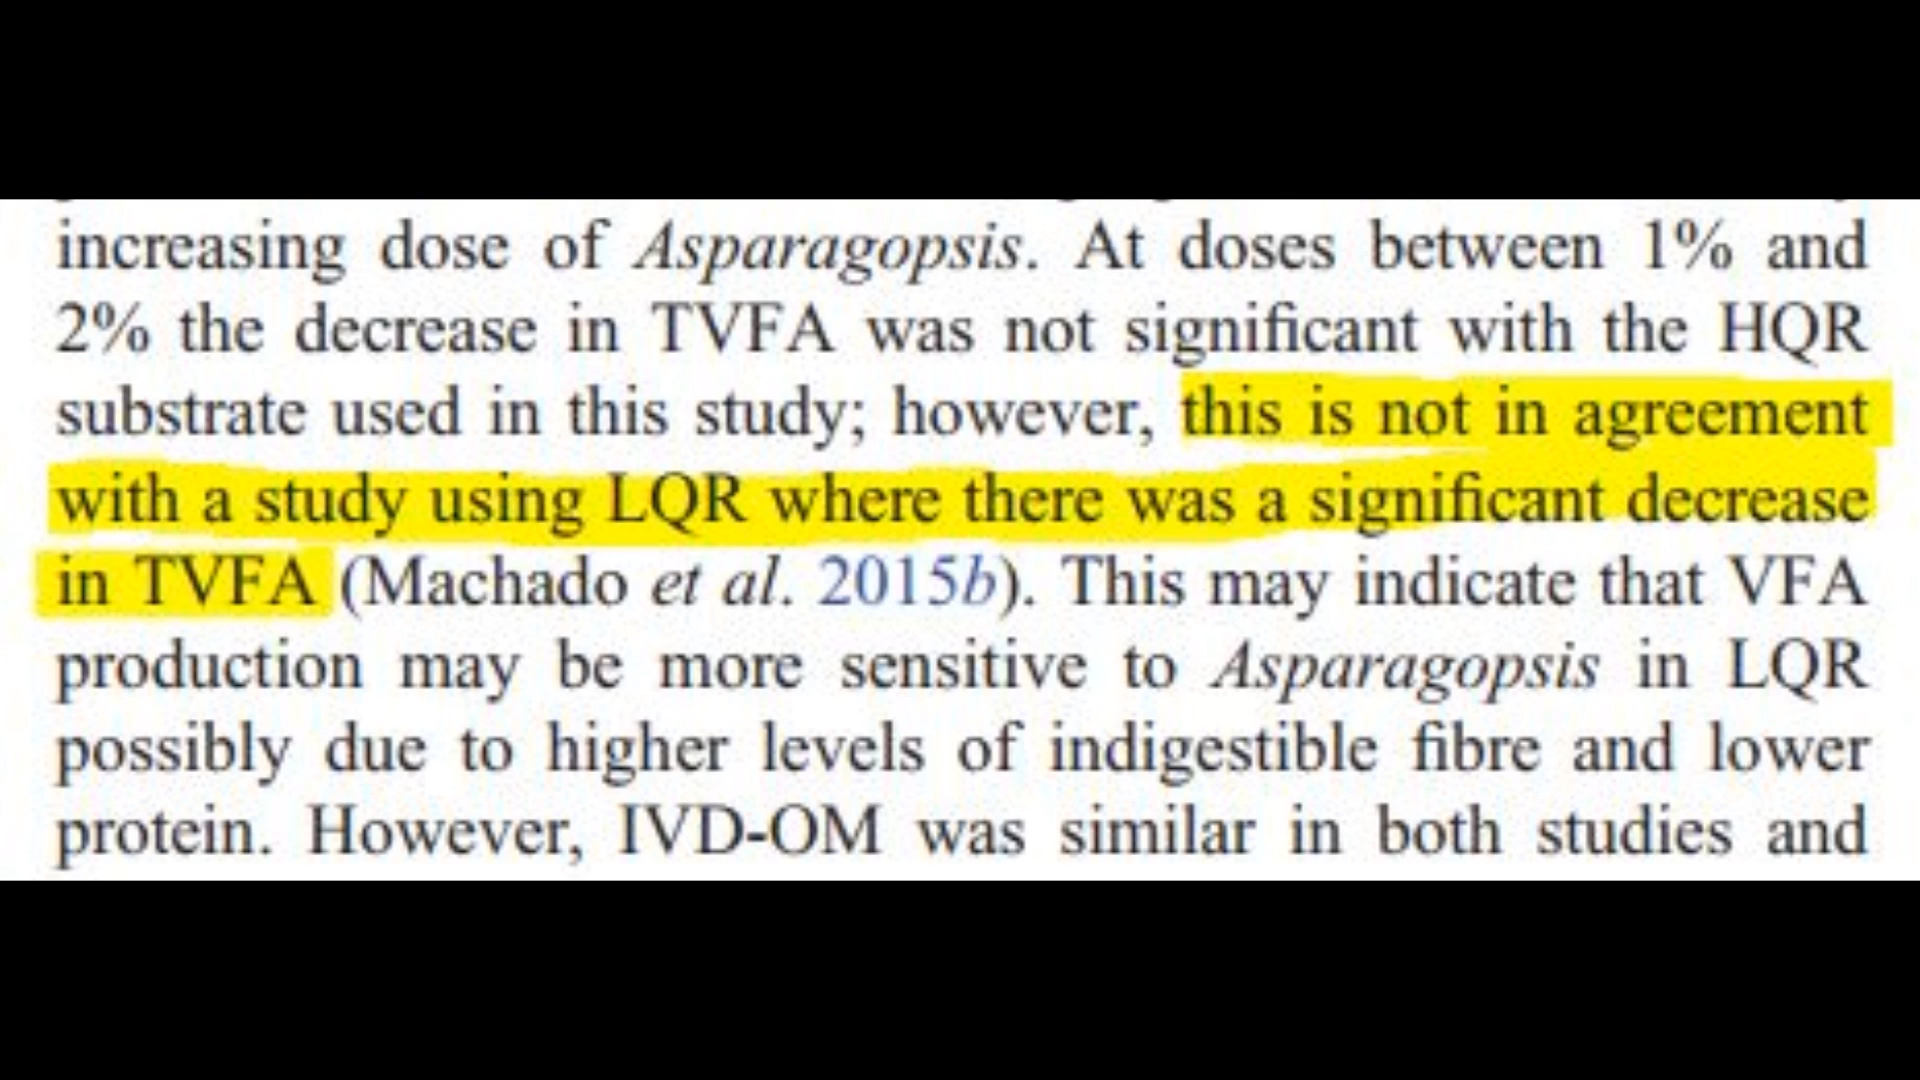 increasing dose of Asparagopsis. At doses between 1% and
2% the decrease in TVFA was not significant with the HQR
substrate used in this study; however, this is not in agreement
with a study using LQR where there was a significant decrease
in TVFA (Machado et al. 2015b). This may indicate that VFA
production may be more sensitive to Asparagopsis in LQR
possibly due to higher levels of indigestible fibre and lower
protein. However, IVD-OM was similar in both studies and